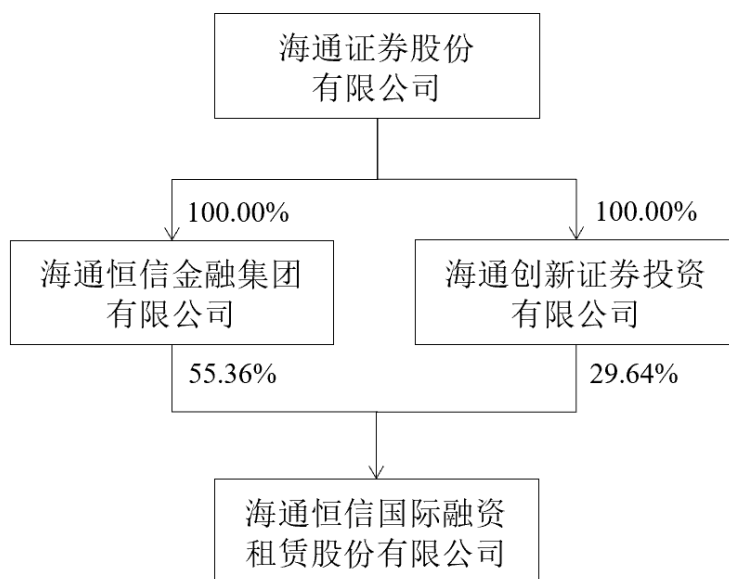 海通证券股份
有限公司
100.00%
100.00%
海通恒信金融集团
有限公司
海通创新证券投资
有限公司
55.36%
29.64%
海通恒信国际融资
租赁股份有限公司